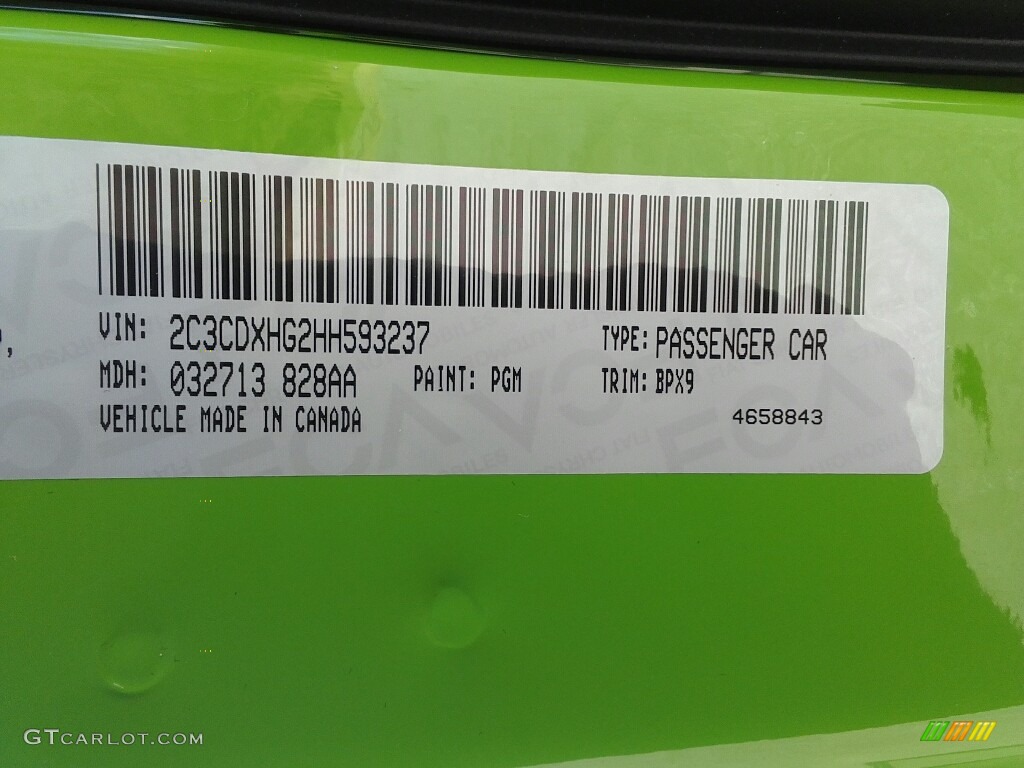 VIN: 2C3CDXHG2HH593237 TYPE: PASSENGER CAR
MDH: 032713 828AA PAINT: PGM TRIM: BPX9
VEHICLE MADE IN CANADA 4658843
GTCARLOT.COM